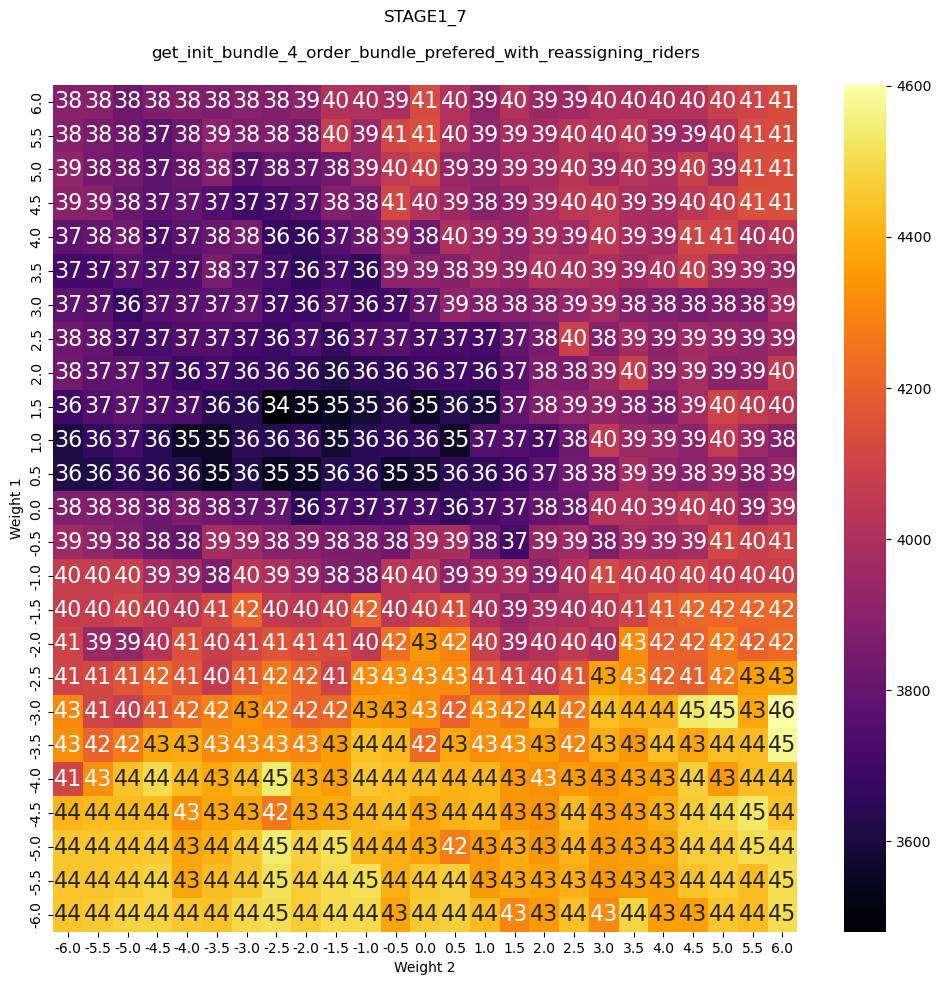 STAGE1_7
get_init_bundle_4_order_bundle_prefered_with_reassigning_riders
6.0 38 38 38 38 38 38 38 38 39 40 40 39 41 40 39 40 39 39 40 40 40 40 40 41 41
5.5 38 38 38 37 38 39 38 38 38 40 39 41 41 40 39 39 39 40 40 40 39 39 40 41 41
5.0 39 38 38 37 38 38 37 38 37 38 39 40 40 39 39 39 40 39 40 39 40 40 39 41 41
4.5 39 39 38 37 37 37 37 37 37 38 38 41 40 39 38 39 39 40 40 39 39 40 40 41 41
4.0 37 38 38 37 37 38 38 36 36 37 38 39 38 40 39 39 39 39 40 39 39 41 41 40 40
3.5 37 37 37 37 37 38 37 37 36 37 36 39 39 38 39 39 40 40 39 39 40 40 39 39 39
3.0 37 37 36 37 37 37 37 37 36 37 36 37 37 39 38 38 38 39 39 38 38 38 38 38 39
2.5 38 38 37 37 37 37 37 36 37 36 37 37 37 37 37 37 38 40 38 39 39 39 39 39 39
2.0 38 37 37 37 36 37 36 36 36 36 36 36 36 37 36 37 38 38 39 40 39 39 39 39 40
1.5 36 37 37 37 37 36 36 34 35 35 35 36 35 36 35 37 38 39 39 38 38 39 40 40 40
1.0 36 36 37 36 35 35 36 36 36 35 36 36 36 35 37 37 37 38 40 39 39 39 40 39 38
0.5 36 36 36 36 36 35 36 35 35 36 36 35 35 36 36 36 37 38 38 39 39 38 39 38 39
0.0 38 38 38 38 38 38 37 37 36 37 37 37 37 36 37 37 38 38 40 40 39 40 40 39 39
-0.5 39 39 38 38 38 39 39 38 39 38 38 38 39 39 38 37 39 39 38 39 39 39 41 40 41
-1.0 40 40 40 39 39 38 40 39 39 38 38 40 40 39 39 39 39 40 41 40 40 40 40 40 40
-1.5 40 40 40 40 40 41 42 40 40 40 42 40 40 41 40 39 39 40 40 41 41 42 42 42 42
-2.0 41 39 39 40 41 40 41 41 41 41 40 42 43 42 40 39 40 40 40 43 42 42 42 42 42
-2.5 41 41 41 42 41 40 41 42 42 41 43 43 43 43 41 41 40 41 43 43 42 41 42 43 43
-3.0 43 41 40 41 42 42 43 42 42 42 43 43 43 42 43 42 44 42 44 44 44 45 45 43 46
-3.5 43 42 42 43 43 43 43 43 43 43 44 44 42 43 43 43 43 42 43 43 44 43 44 44 45
-4.0 41 43 44 44 44 43 44 45 43 43 44 44 44 44 44 43 43 43 43 43 43 44 43 44 44
-4.5 44 44 44 44 43 43 43 42 43 43 44 44 43 44 44 43 43 44 43 43 43 44 44 45 44
-5.0 44 44 44 44 43 44 44 45 44 45 44 44 43 42 43 43 43 44 43 43 43 44 44 45 44
-5.5 44 44 44 44 43 44 44 45 44 44 45 44 44 44 43 43 43 43 43 43 43 44 44 44 45
-6.0 44 44 44 44 44 44 44 45 44 44 44 43 44 44 44 43 43 44 43 44 43 43 44 44 45
-6.0 -5.5 -5.0 -4.5 -4.0 -3.5 -3.0 -2.5 -2.0 -1.5 -1.0 -0.5 0.0 0.5 1.0 1.5 2.0 2.5 3.0 3.5 4.0 4.5 5.0 5.5 6.0
Weight 2
Weight 1
4600
4400
4200
4000
3800
3600